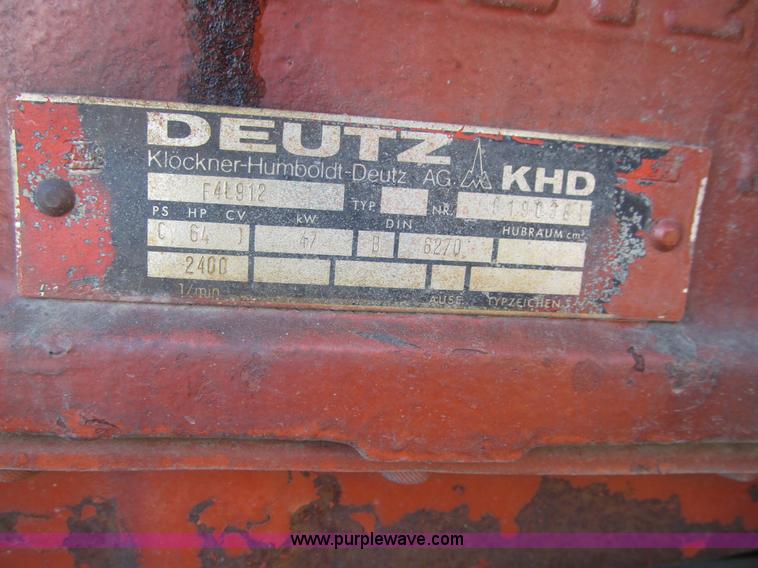 DEUTZ
Klöckner-Humboldt-Deutz AG KHD
F4L912 TYP NR.
PS HP CV kW DIN HUBRAUM cm³
( 64 ) 47 B 6270
2400
1/min AUSF. TYPZEICHEN
www.purplewave.com